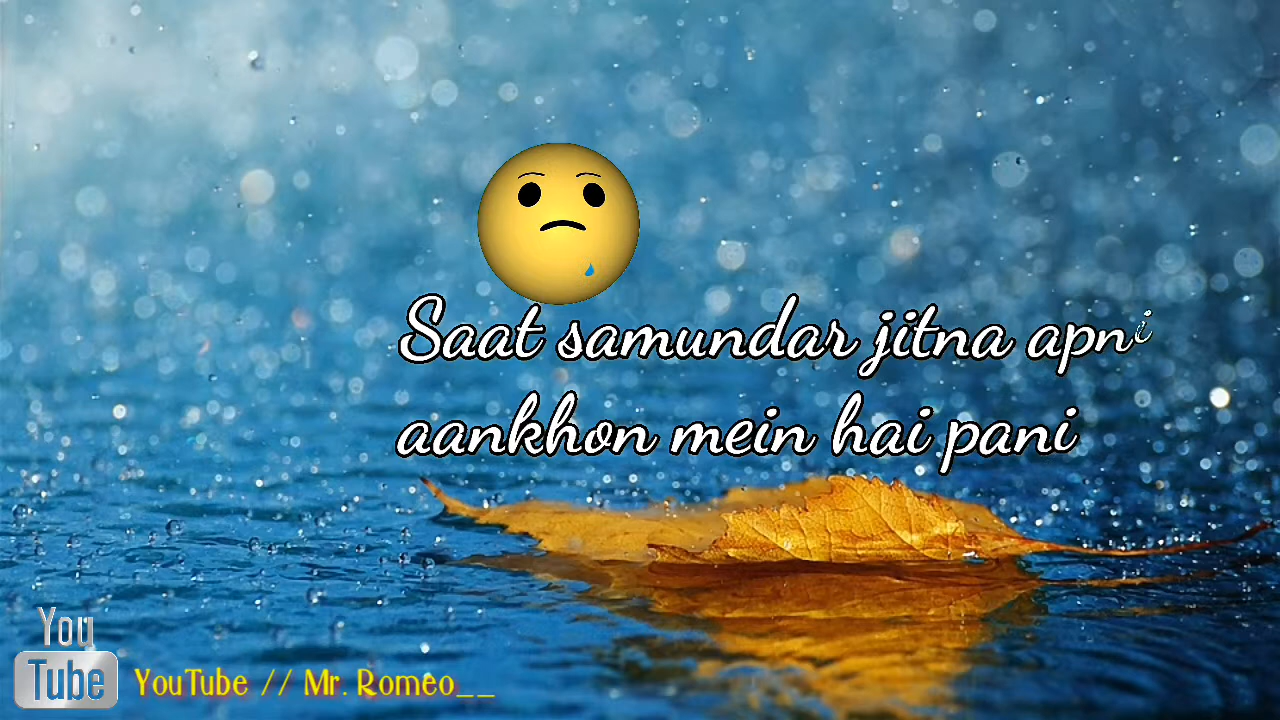 Saat samundar jitna apni
aankhon mein hai pani
You
Tube
YouTube // Mr. Romeo__